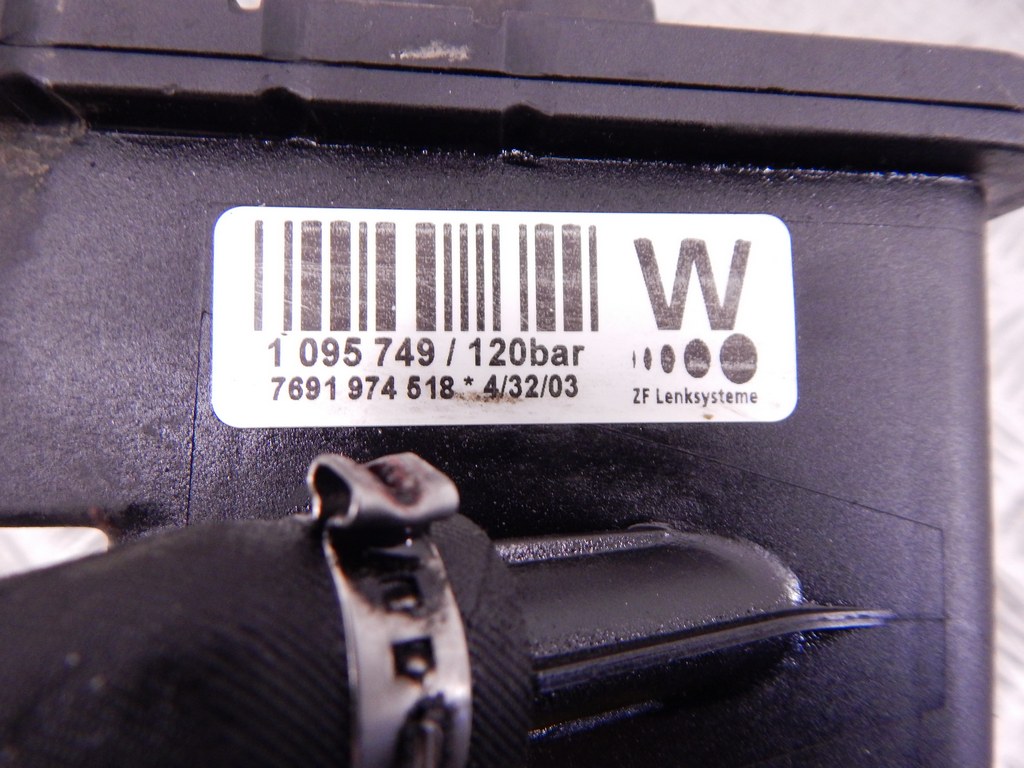 W
1 095 749 / 120bar
7691 974 518 * 4/32/03
ZF Lenksysteme